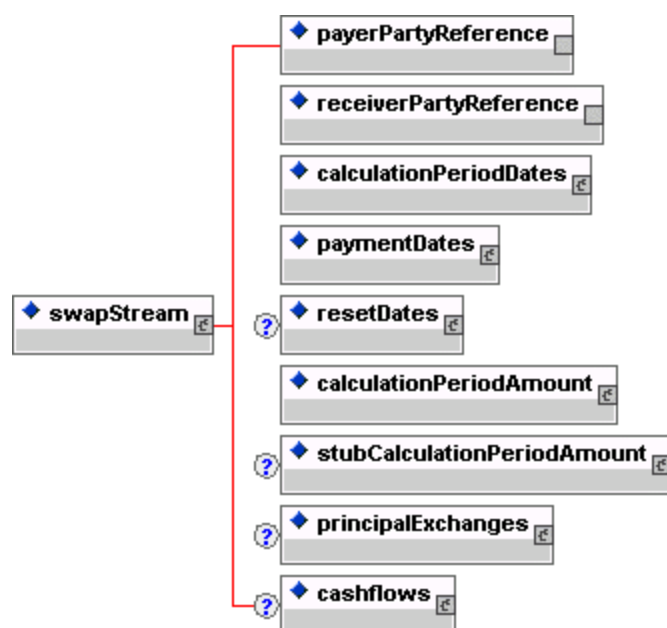 payerPartyReference
receiverPartyReference
calculationPeriodDates
paymentDates
swapStream
? resetDates
calculationPeriodAmount
? stubCalculationPeriodAmount
? principalExchanges
? cashflows